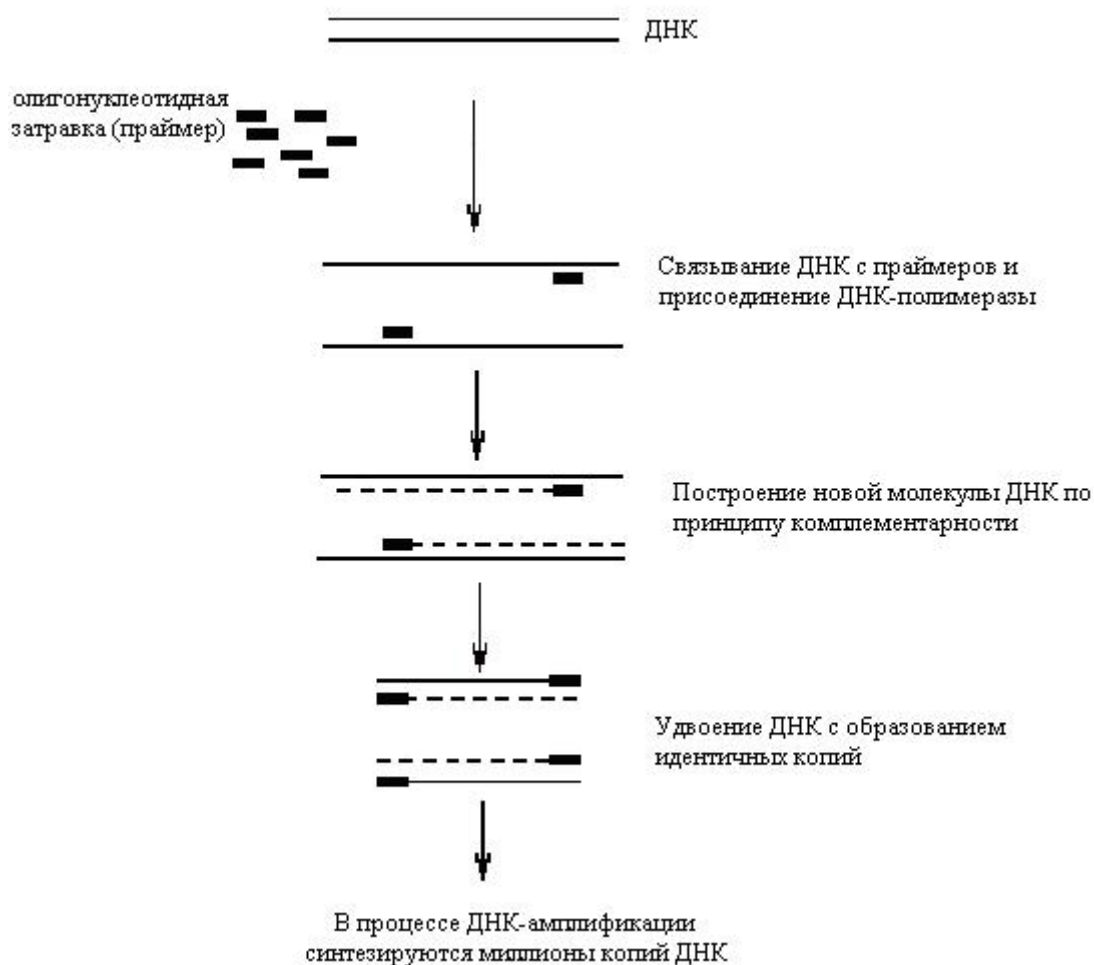 ДНК
олигонуклеотидная
затравка (праймер)
Связывание ДНК с праймеров и
присоединение ДНК-полимеразы
Построение новой молекулы ДНК по
принципу комплементарности
Удвоение ДНК с образованием
идентичных копий
В процессе ДНК-амплификации
синтезируются миллионы копий ДНК